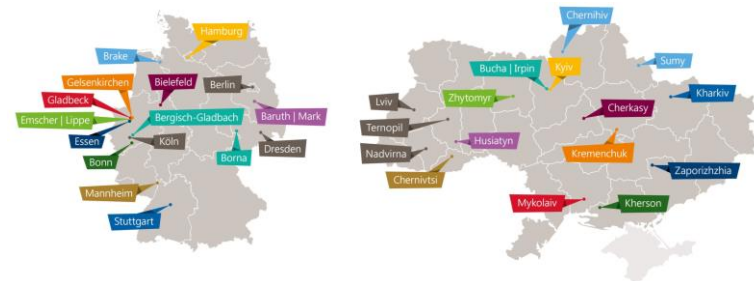 Hamburg
Brake
Gelsenkirchen
Bielefeld
Berlin
Gladbeck
Emscher | Lippe
Bergisch-Gladbach
Baruth | Mark
Essen
Köln
Dresden
Bonn
Borna
Mannheim
Stuttgart
Chernihiv
Bucha | Irpin
Kyiv
Sumy
Zhytomyr
Kharkiv
Lviv
Cherkasy
Ternopil
Husiatyn
Nadvirna
Kremenchuk
Chernivtsi
Zaporizhzhia
Mykolaiv
Kherson